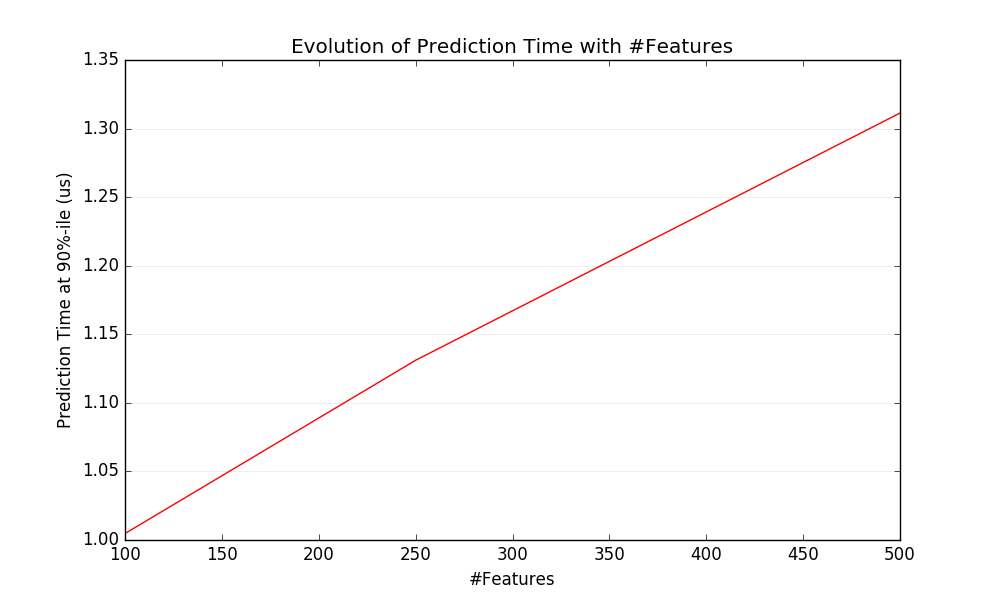 Evolution of Prediction Time with #Features
1.35
1.30
1.25
1.20
1.15
1.10
1.05
1.00
Prediction Time at 90%-ile (us)
100 150 200 250 300 350 400 450 500
#Features